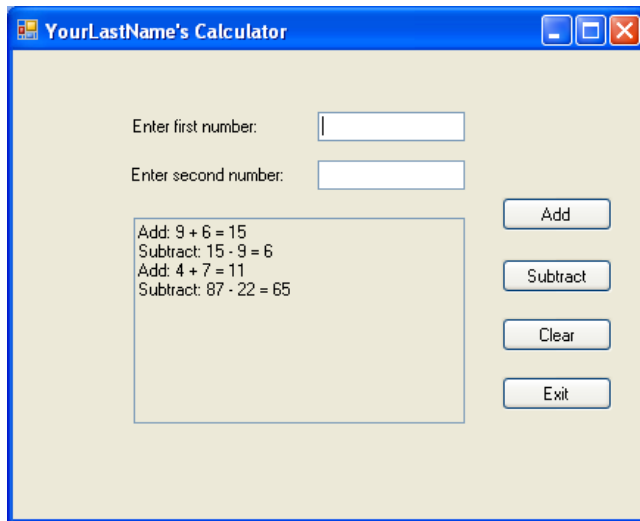 YourLastName's Calculator
Enter first number:
Enter second number:
Add: 9 + 6 = 15
Subtract: 15 - 9 = 6
Add: 4 + 7 = 11
Subtract: 87 - 22 = 65
Add
Subtract
Clear
Exit